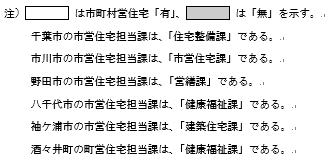 注） は市町村営住宅「有」、 は「無」を示す。
千葉市の市営住宅担当課は、「住宅整備課」である。
市川市の市営住宅担当課は、「市営住宅課」である。
野田市の市営住宅担当課は、「営繕課」である。
八千代市の市営住宅担当課は、「健康福祉課」である。
袖ケ浦市の市営住宅担当課は、「建築住宅課」である。
酒々井町の町営住宅担当課は、「健康福祉課」である。